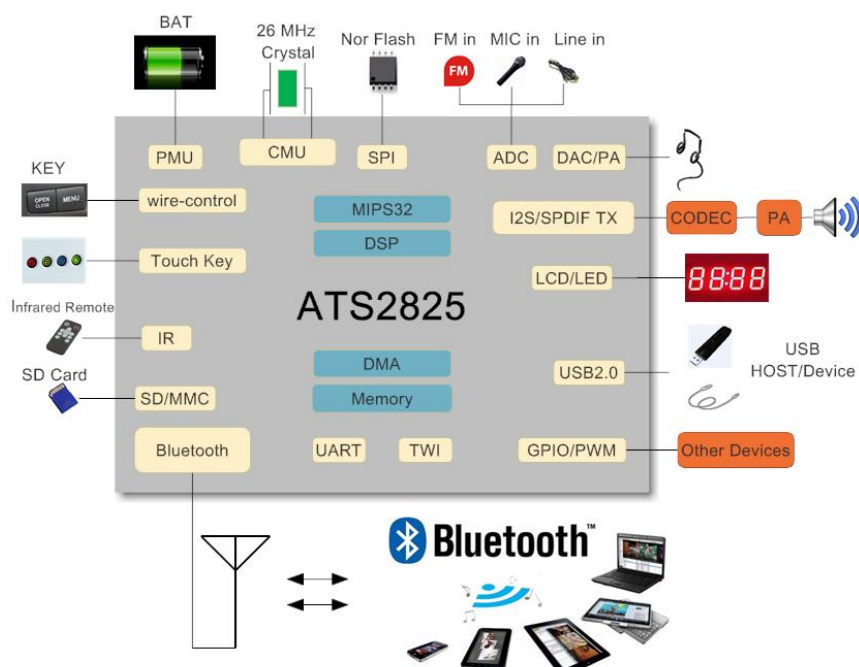 BAT
26 MHz
Crystal
Nor Flash
FM in
MIC in
Line in
FM
PMU
CMU
SPI
ADC
DAC/PA
KEY
OPEN
CLOSE
MENU
wire-control
MIPS32
I2S/SPDIF TX
CODEC
PA
DSP
Touch Key
LCD/LED
88:88
ATS2825
Infrared Remote
IR
USB
HOST/Device
DMA
USB2.0
SD Card
SD/MMC
Memory
Bluetooth
UART
TWI
GPIO/PWM
Other Devices
Bluetooth™